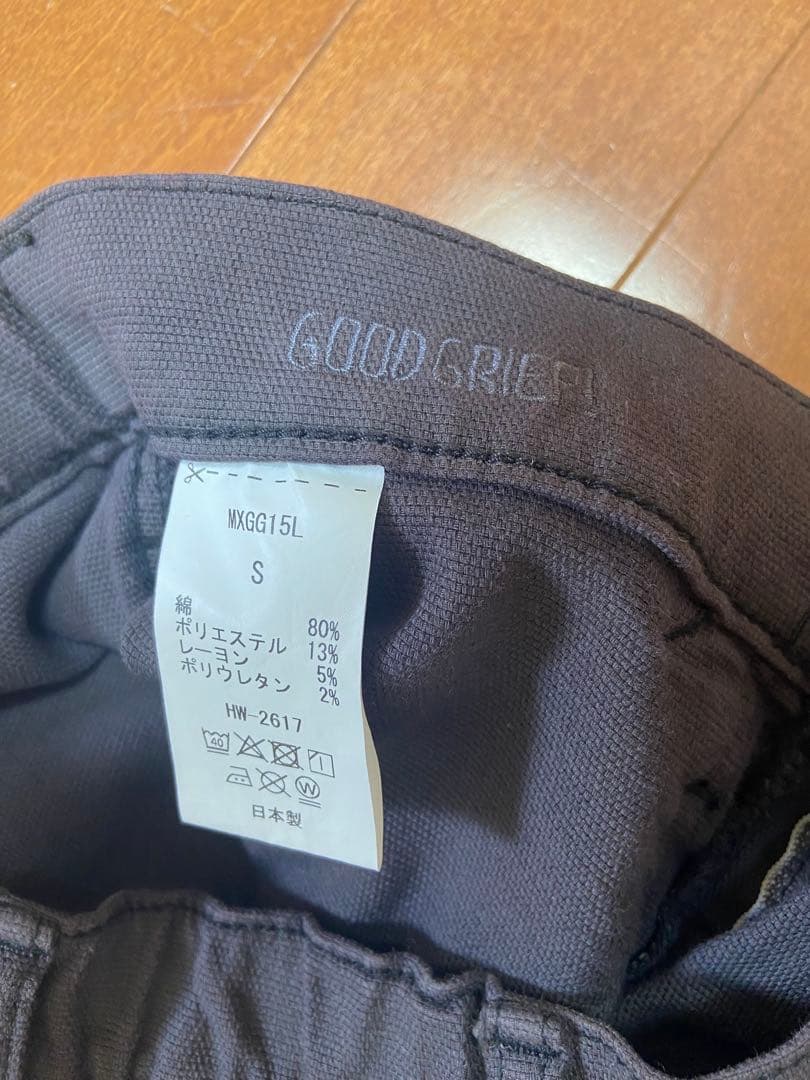 GOOD GRIEF!
MXGG15L
S
綿 80%
ポリエステル 13%
レーヨン 5%
ポリウレタン 2%
HW-2617
40
W
日本製